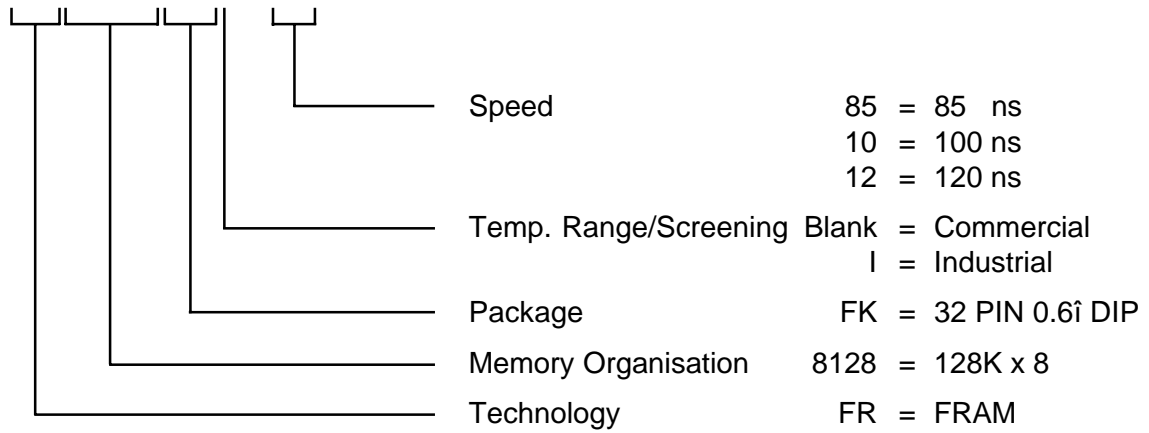 Speed 85 = 85 ns
10 = 100 ns
12 = 120 ns
Temp. Range/Screening Blank = Commercial
I = Industrial
Package FK = 32 PIN 0.6î DIP
Memory Organisation 8128 = 128K x 8
Technology FR = FRAM